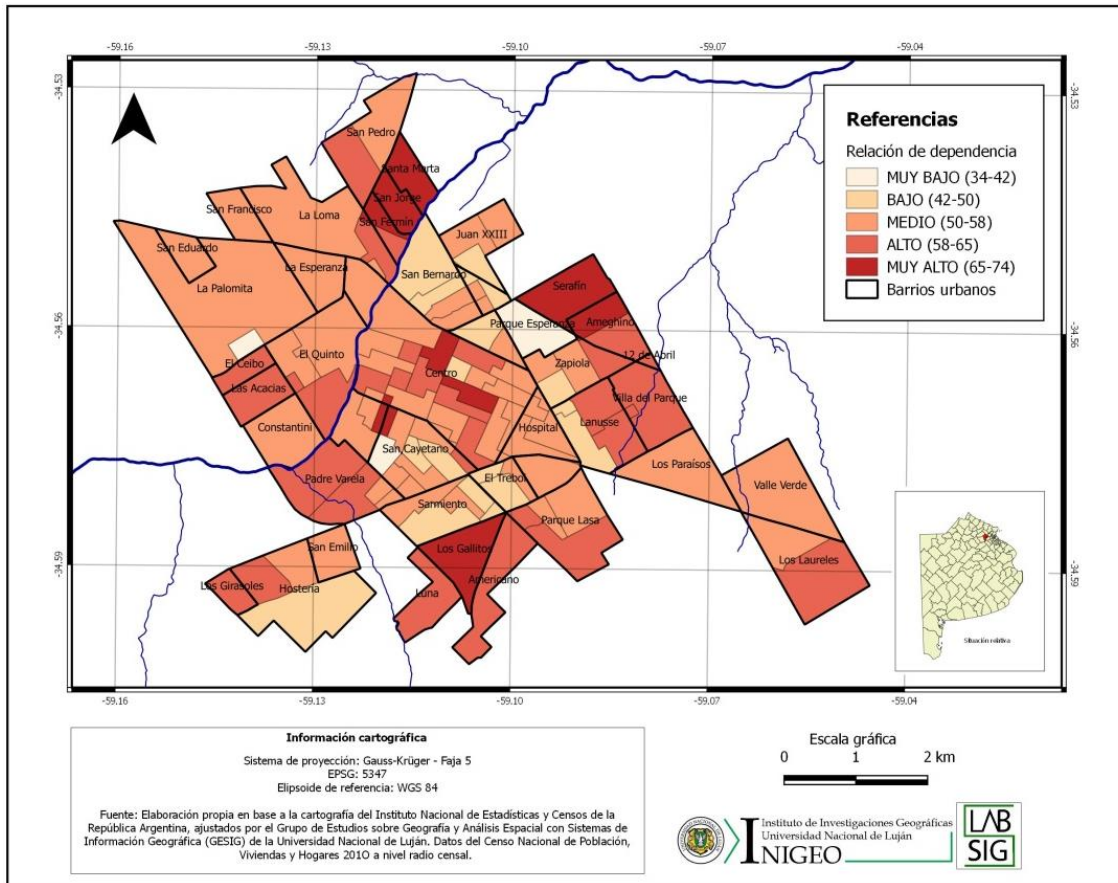 -59.16 -59.13 -59.10 -59.07 -59.04
-34.53 -34.53
Referencias
Relación de dependencia
MUY BAJO (34-42)
BAJO (42-50)
MEDIO (50-58)
ALTO (58-65)
MUY ALTO (65-74)
Barrios urbanos
San Pedro
Santa Marta
San Jorge
San Fermín
San Francisco
La Loma
Juan XXIII
San Eduardo
La Esperanza
San Bernardo
La Palomita
Serafín
Parque Esperanza
Ameghino
-34.56 -34.56
El Quinto
12 de Abril
El Ceibo
Zapiola
Centro
Las Acacias
Villa del Parque
Constantini
Hospital
Lanusse
San Cayetano
Los Paraísos
Padre Varela
El Trebol
Valle Verde
Sarmiento
Parque Lasa
San Emilio
Los Gallitos
Los Laureles
-34.59 -34.59
Los Girasoles
Hostería
Luna
Americano
Situación relativa
-59.16 -59.13 -59.10 -59.07 -59.04
Información cartográfica
Sistema de proyección: Gauss-Krüger - Faja 5
EPSG: 5347
Elipsoide de referencia: WGS 84
Fuente: Elaboración propia en base a la cartografía del Instituto Nacional de Estadísticas y Censos de la
República Argentina, ajustados por el Grupo de Estudios sobre Geografía y Análisis Espacial con Sistemas de
Información Geográfica (GESIG) de la Universidad Nacional de Luján. Datos del Censo Nacional de Población,
Viviendas y Hogares 2010 a nivel radio censal.
Escala gráfica
0 1 2 km
Instituto de Investigaciones Geográficas
Universidad Nacional de Luján
INIGEO
LAB
SIG